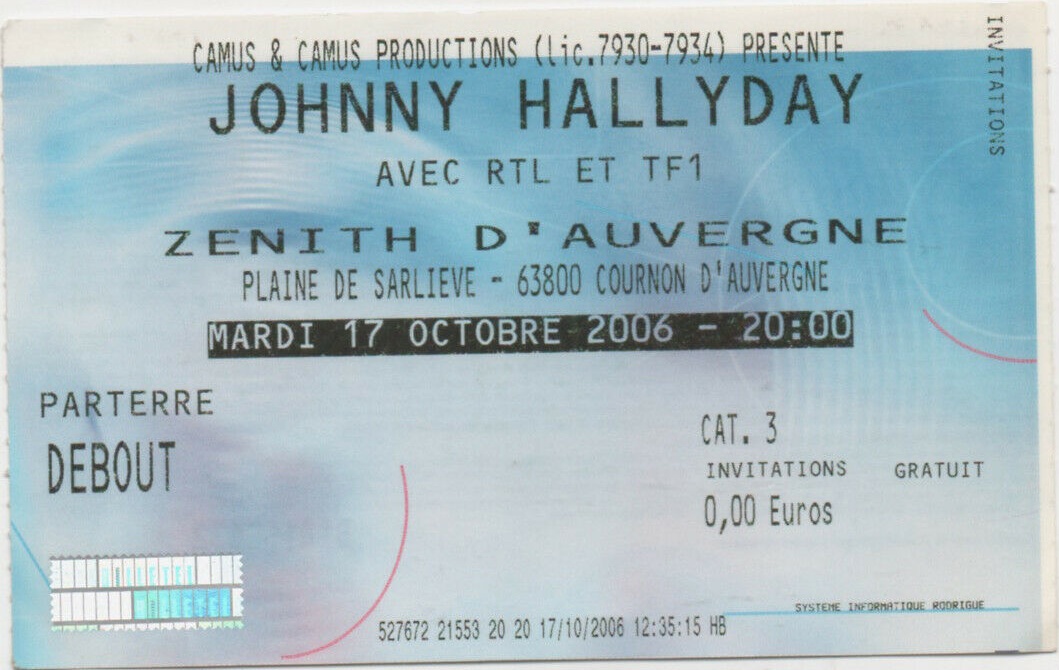 CAMUS & CAMUS PRODUCTIONS (lic.7930-7934) PRESENTE
JOHNNY HALLYDAY
AVEC RTL ET TF1
ZENITH D'AUVERGNE
PLAINE DE SARLIEVE - 63800 COURNON D'AUVERGNE
MARDI 17 OCTOBRE 2006 - 20:00
INVITATIONS
PARTERRE
DEBOUT
CAT. 3
INVITATIONS GRATUIT
0,00 Euros
SYSTEME INFORMATIQUE RODRIGUE
527672 21553 20 20 17/10/2006 12:35:15 HB